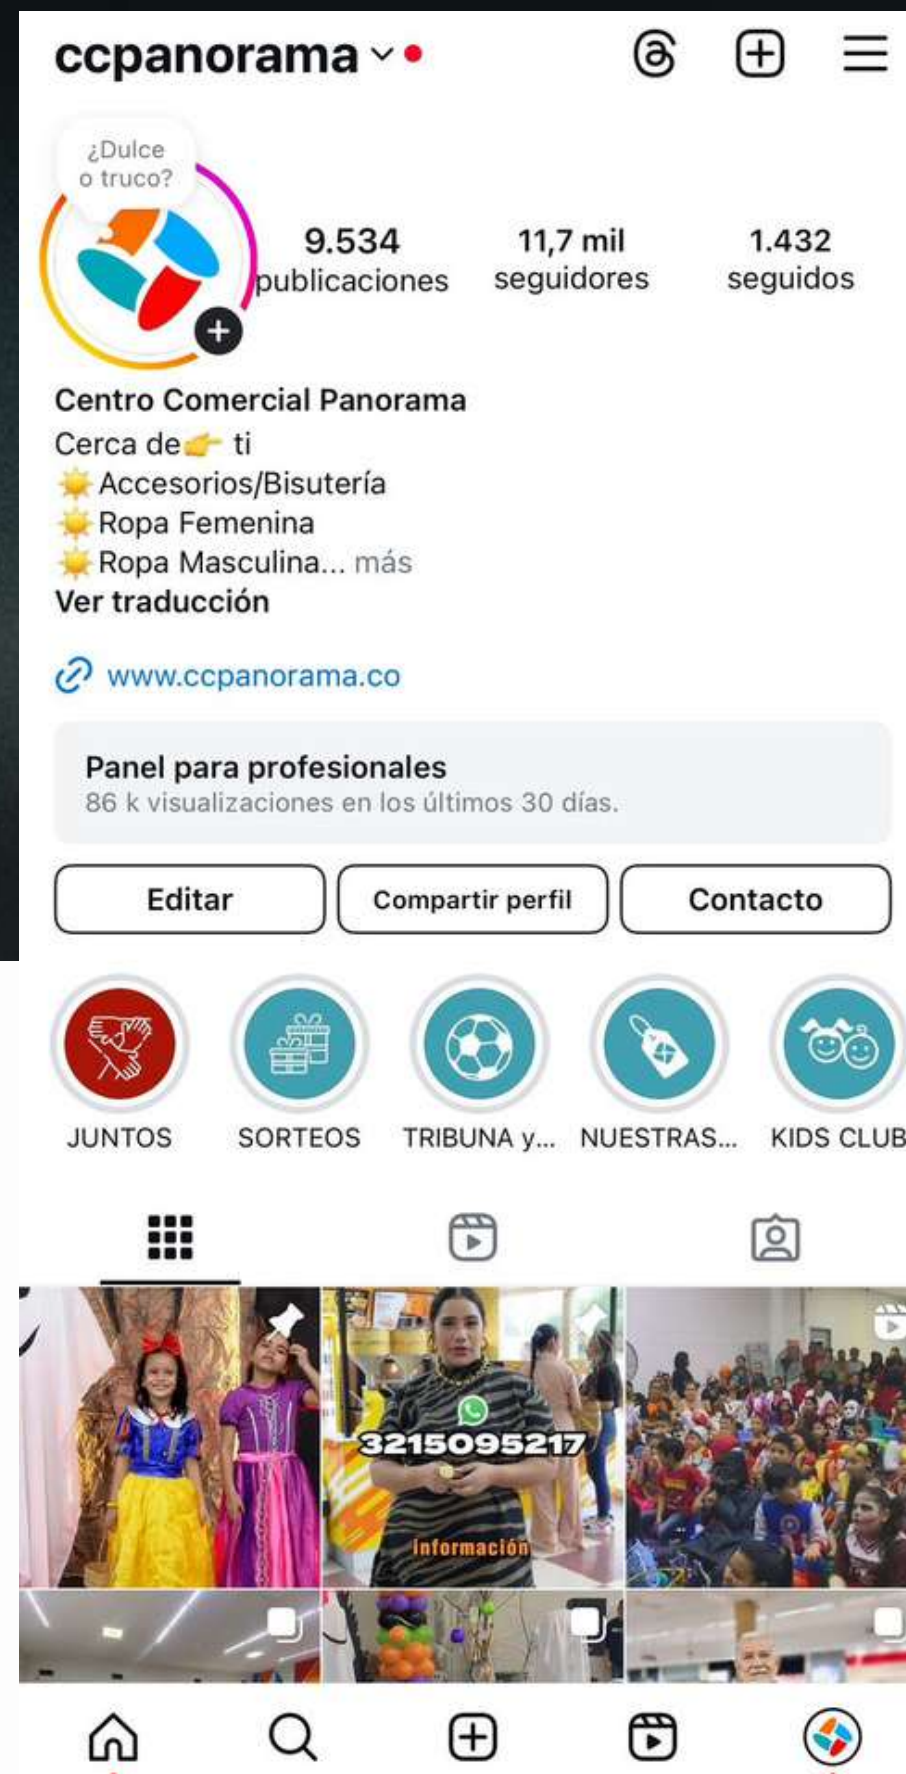 ccpanorama
¿Dulce
o truco?
9.534
publicaciones
11,7 mil
seguidores
1.432
seguidos
Centro Comercial Panorama
Cerca de👉 ti
☀️Accesorios/Bisutería
☀️Ropa Femenina
☀️Ropa Masculina... más
Ver traducción
www.ccpanorama.co
Panel para profesionales
86 k visualizaciones en los últimos 30 días.
Editar
Compartir perfil
Contacto
JUNTOS
SORTEOS
TRIBUNA y...
NUESTRAS...
KIDS CLUB
3215095217
información